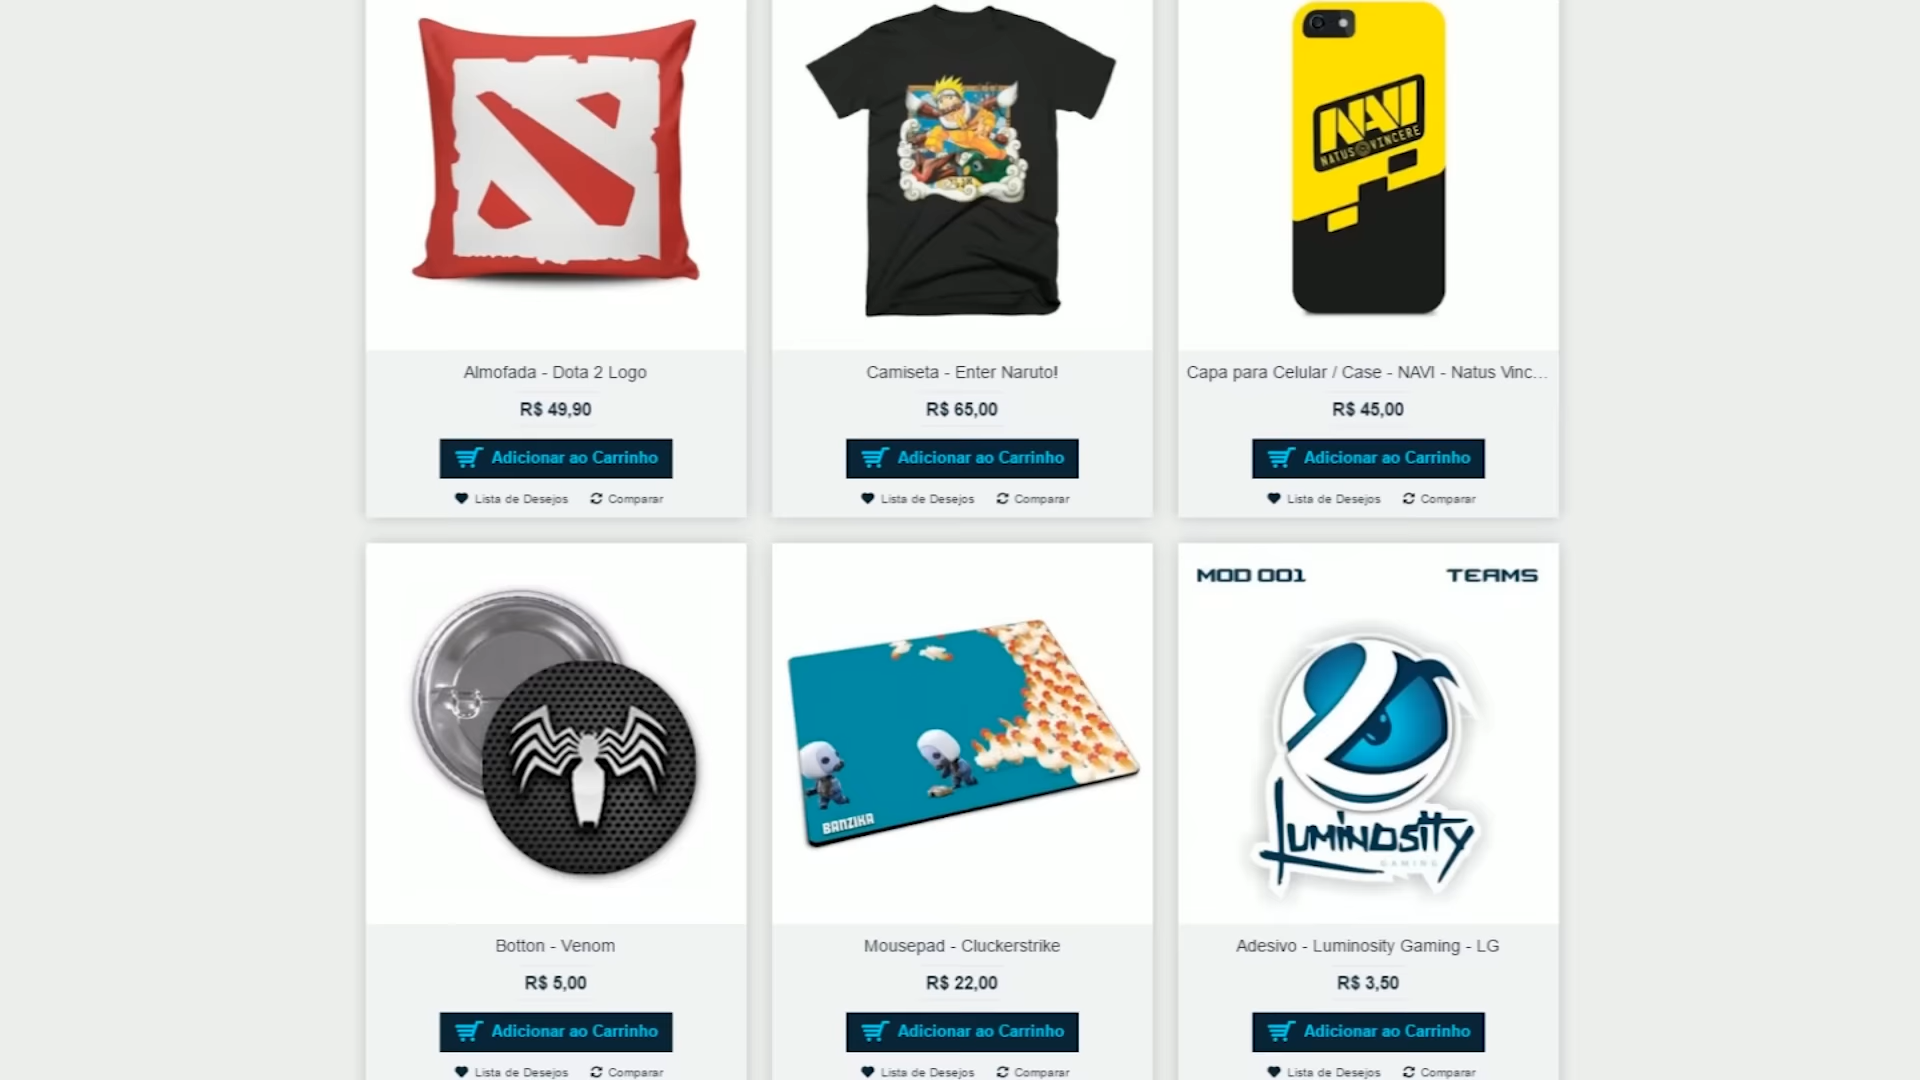 NAVI
NATUS VINCERE
Almofada - Dota 2 Logo
Camiseta - Enter Naruto!
Capa para Celular / Case - NAVI - Natus Vinc...
R$ 49,90
R$ 65,00
R$ 45,00
Adicionar ao Carrinho
Adicionar ao Carrinho
Adicionar ao Carrinho
Lista de Desejos Comparar
Lista de Desejos Comparar
Lista de Desejos Comparar
MOD 001 TEAMS
BANZIKA
Luminosity
GAMING
Botton - Venom
Mousepad - Cluckerstrike
Adesivo - Luminosity Gaming - LG
R$ 5,00
R$ 22,00
R$ 3,50
Adicionar ao Carrinho
Adicionar ao Carrinho
Adicionar ao Carrinho
Lista de Desejos Comparar
Lista de Desejos Comparar
Lista de Desejos Comparar